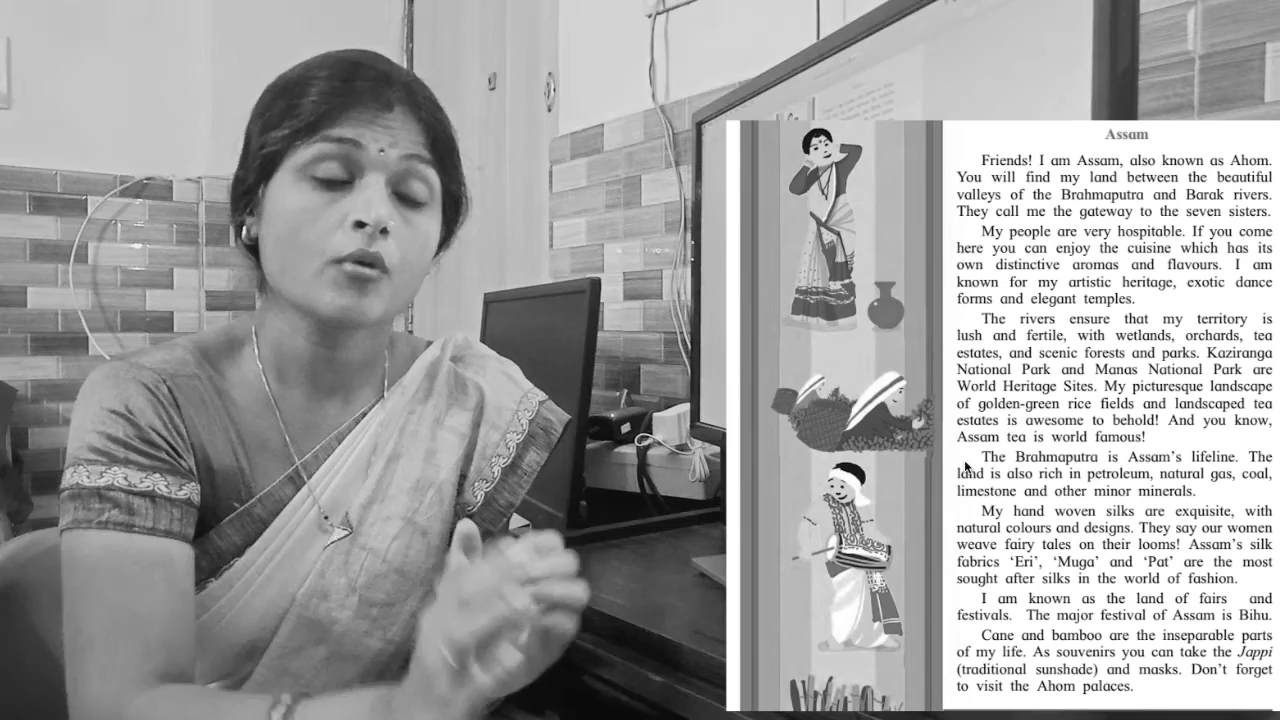 Assam
Friends! I am Assam, also known as Ahom.
You will find my land between the beautiful
valleys of the Brahmaputra and Barak rivers.
They call me the gateway to the seven sisters.
My people are very hospitable. If you come
here you can enjoy the cuisine which has its
own distinctive aromas and flavours. I am
known for my artistic heritage, exotic dance
forms and elegant temples.
The rivers ensure that my territory is
lush and fertile, with wetlands, orchards, tea
estates, and scenic forests and parks. Kaziranga
National Park and Manas National Park are
World Heritage Sites. My picturesque landscape
of golden-green rice fields and landscaped tea
estates is awesome to behold! And you know,
Assam tea is world famous!
The Brahmaputra is Assam's lifeline. The
land is also rich in petroleum, natural gas, coal,
limestone and other minor minerals.
My hand woven silks are exquisite, with
natural colours and designs. They say our women
weave fairy tales on their looms! Assam's silk
fabrics 'Eri', 'Muga' and 'Pat' are the most
sought after silks in the world of fashion.
I am known as the land of fairs and
festivals. The major festival of Assam is Bihu.
Cane and bamboo are the inseparable parts
of my life. As souvenirs you can take the Jappi
(traditional sunshade) and masks. Don't forget
to visit the Ahom palaces.